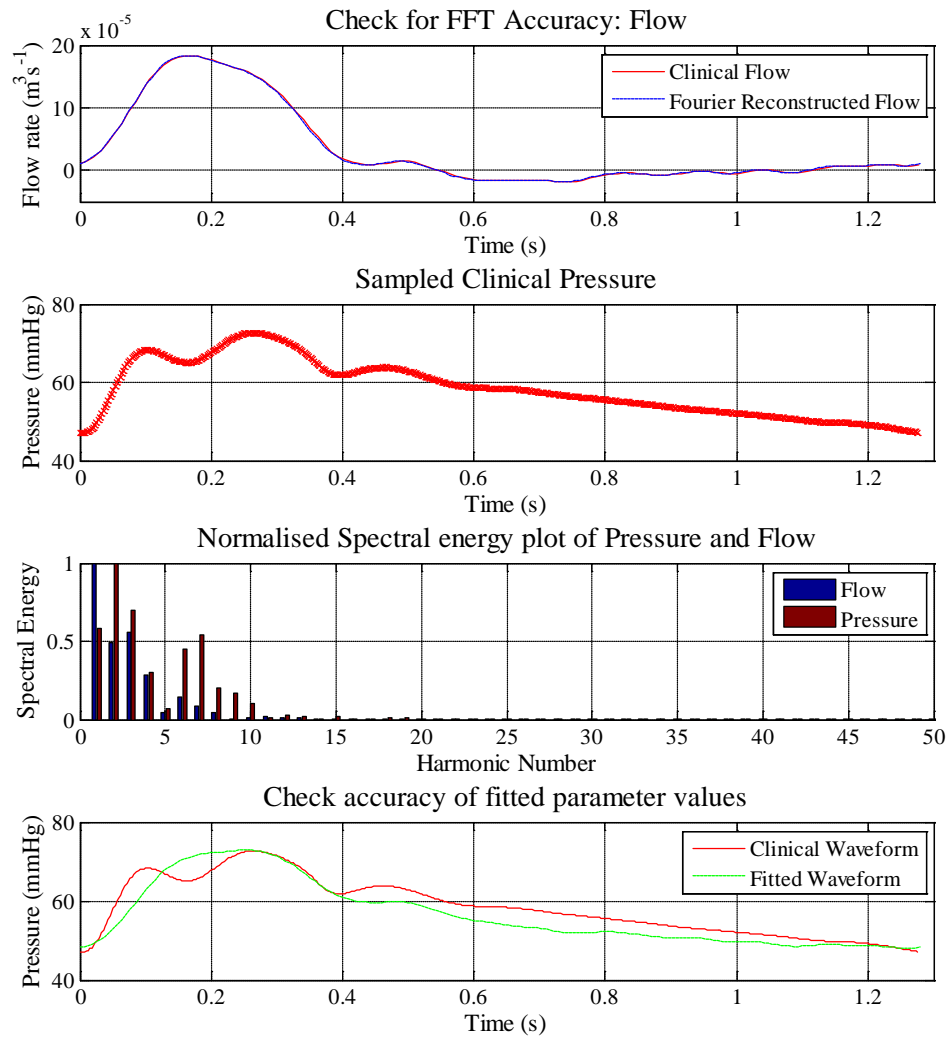 Check for FFT Accuracy: Flow
x 10^-5
20
10
0
Flow rate (m³ s⁻¹)
Clinical Flow
Fourier Reconstructed Flow
0 0.2 0.4 0.6 0.8 1 1.2
Time (s)
Sampled Clinical Pressure
80
60
40
Pressure (mmHg)
0 0.2 0.4 0.6 0.8 1 1.2
Time (s)
Normalised Spectral energy plot of Pressure and Flow
1
0.5
0
Spectral Energy
Flow
Pressure
0 5 10 15 20 25 30 35 40 45 50
Harmonic Number
Check accuracy of fitted parameter values
80
60
40
Pressure (mmHg)
Clinical Waveform
Fitted Waveform
0 0.2 0.4 0.6 0.8 1 1.2
Time (s)